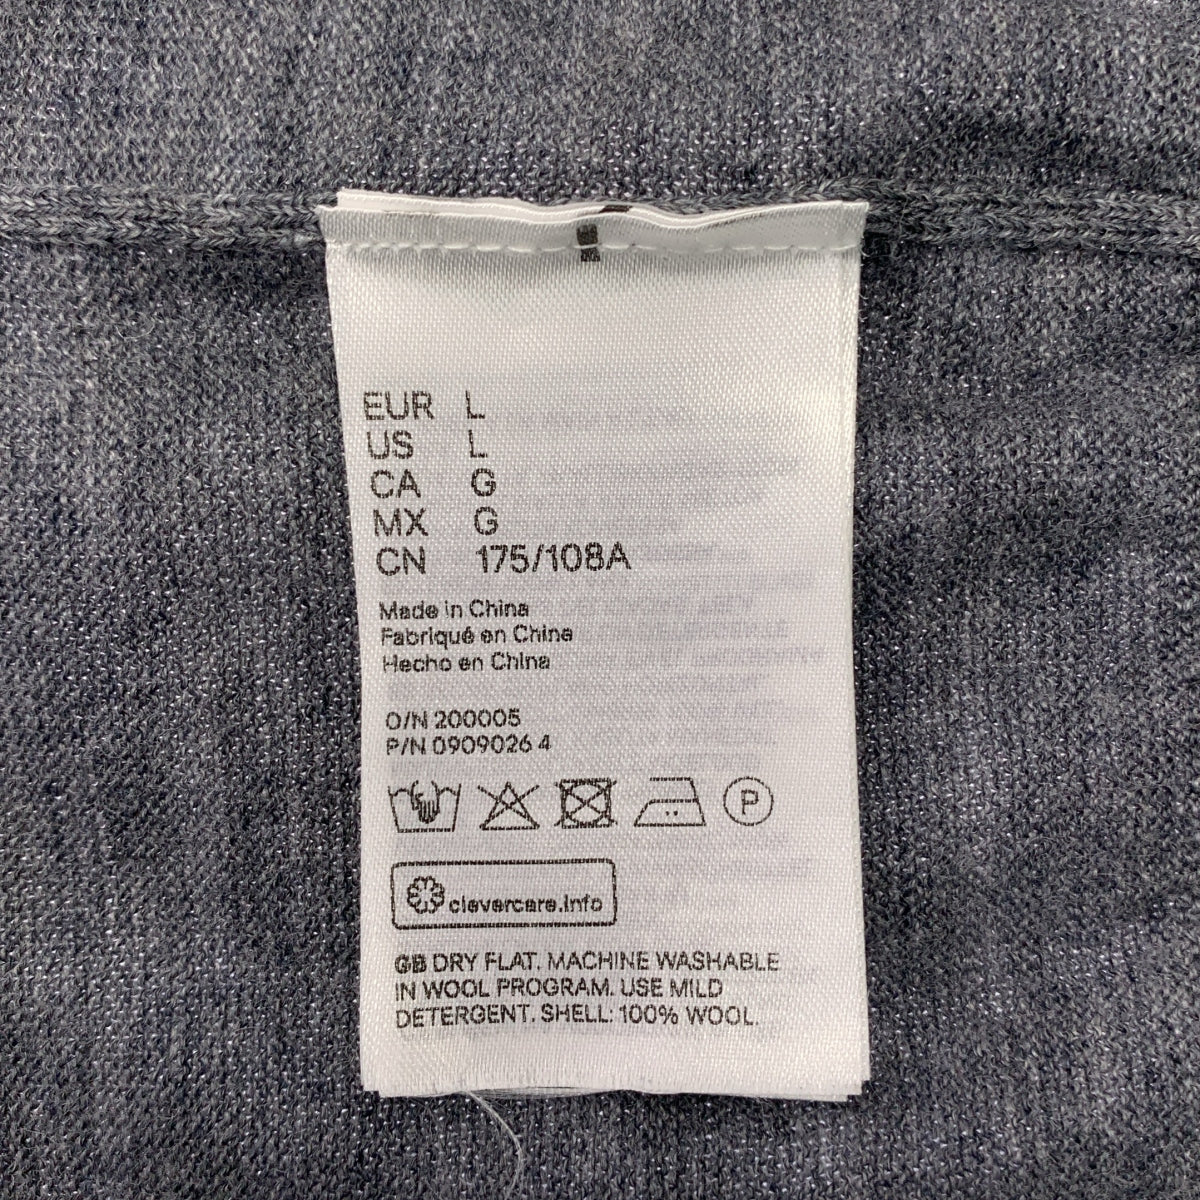 EUR L
US L
CA G
MX G
CN 175/108A
Made in China
Fabriqué en China
Hecho en China
O/N 200005
P/N 0909026 4
P
clevercare.info
GB DRY FLAT. MACHINE WASHABLE
IN WOOL PROGRAM. USE MILD
DETERGENT. SHELL: 100% WOOL.